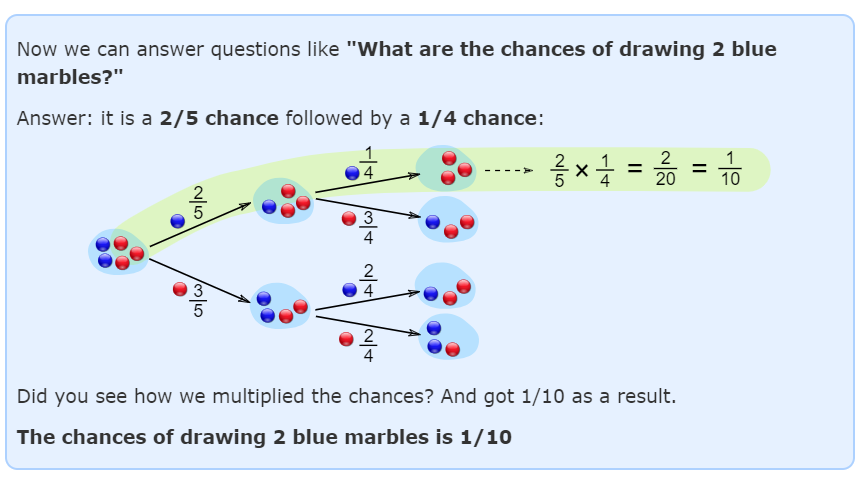 Now we can answer questions like "What are the chances of drawing 2 blue
marbles?"
Answer: it is a 2/5 chance followed by a 1/4 chance:
1/4
2/5 × 1/4 = 2/20 = 1/10
2/5
3/4
2/4
3/5
2/4
Did you see how we multiplied the chances? And got 1/10 as a result.
The chances of drawing 2 blue marbles is 1/10